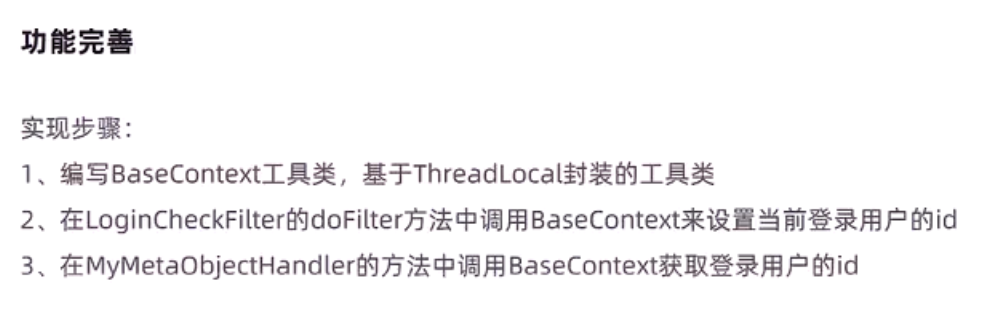 功能完善
实现步骤：
1、编写BaseContext工具类，基于ThreadLocal封装的工具类
2、在LoginCheckFilter的doFilter方法中调用BaseContext来设置当前登录用户的id
3、在MyMetaObjectHandler的方法中调用BaseContext获取登录用户的id